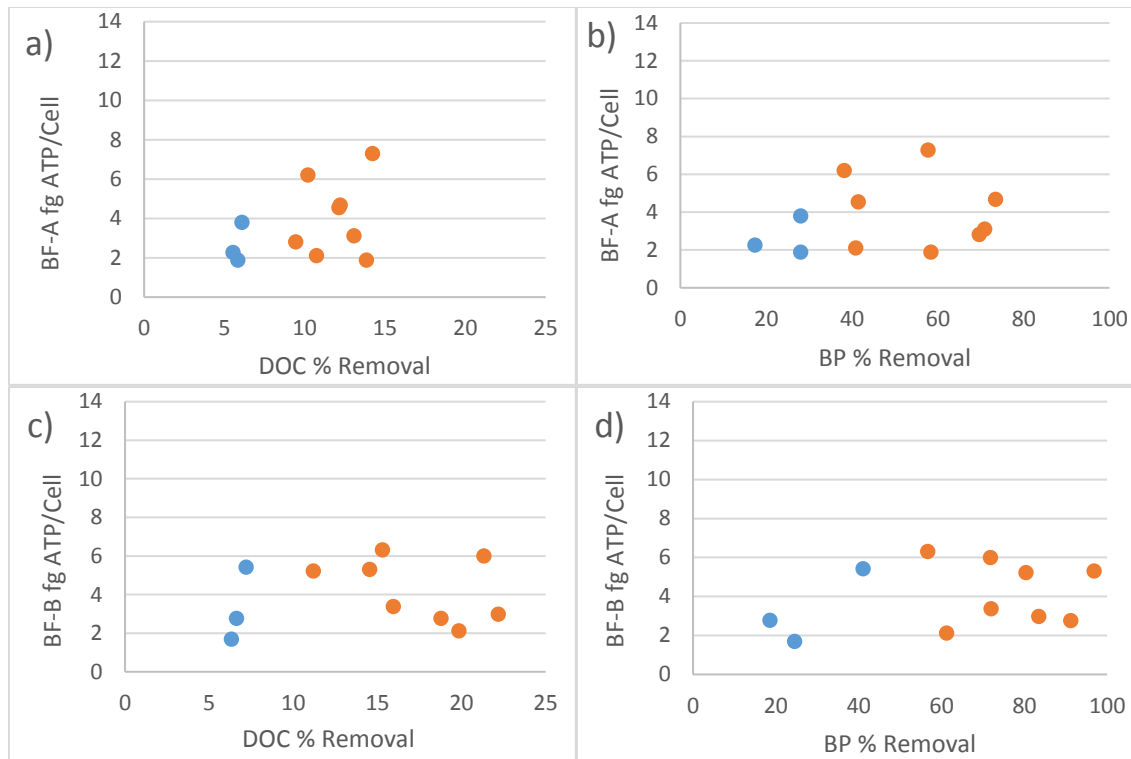 a)
BF-A fg ATP/Cell
14
12
10
8
6
4
2
0
0 5 10 15 20 25
DOC % Removal
b)
BF-A fg ATP/Cell
14
12
10
8
6
4
2
0
0 20 40 60 80 100
BP % Removal
c)
BF-B fg ATP/Cell
14
12
10
8
6
4
2
0
0 5 10 15 20 25
DOC % Removal
d)
BF-B fg ATP/Cell
14
12
10
8
6
4
2
0
0 20 40 60 80 100
BP % Removal